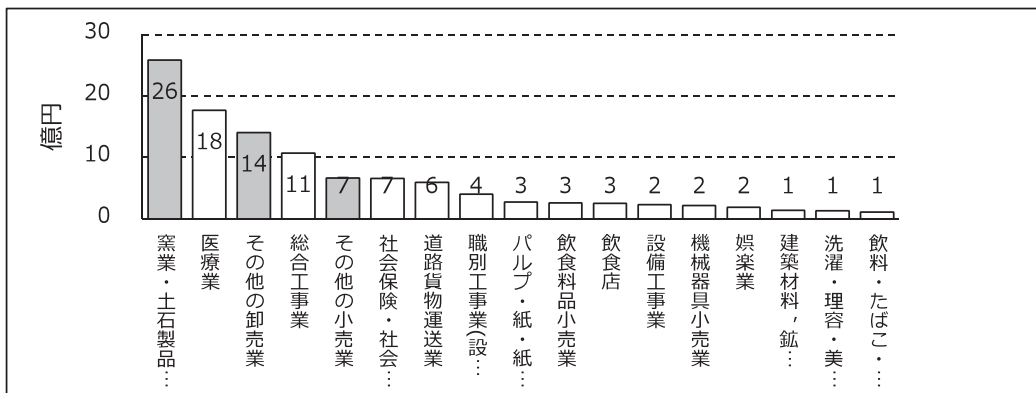 30
20
10
0
億円
26
18
14
11
7
7
6
4
3
3
3
2
2
2
1
1
1
窯業・土石製品…
医療業
その他の卸売業
総合工事業
その他の小売業
社会保険・社会…
道路貨物運送業
職別工事業(設…
パルプ・紙・紙…
飲食料品小売業
飲食店
設備工事業
機械器具小売業
娯楽業
建築材料,鉱…
洗濯・理容・美…
飲料・たばこ・…